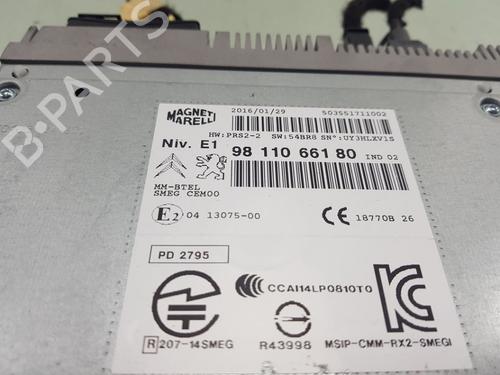 MAGNETI
MARELLI
2016/01/29
503551711002
HW:PRS2-2 SW:54BR8 SN°:UY3HLXV1S
Niv. E1
98 110 661 80 IND 02
MM-BTEL
SMEG CEM00
E2 04 13075-00
CE 18770B 26
PD 2795
CCAI14LP0810T0
R 207-14SMEG
R43998
MSIP-CMM-RX2-SMEGI
B-Parts